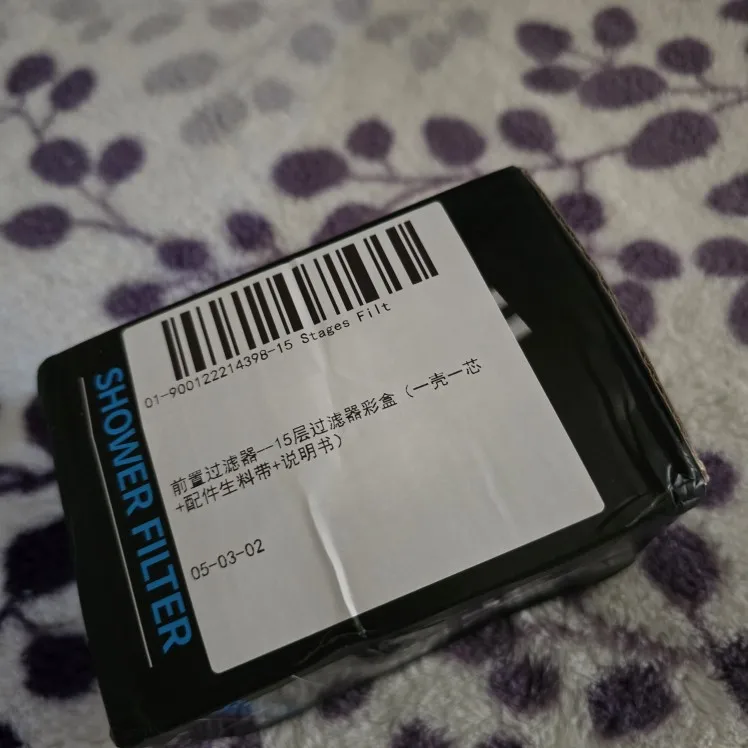 01-900122214398-15 Stages Filt
前置过滤器—15层过滤器彩盒（一壳一芯
+配件生料带+说明书）
05-03-02
SHOWER FILTER